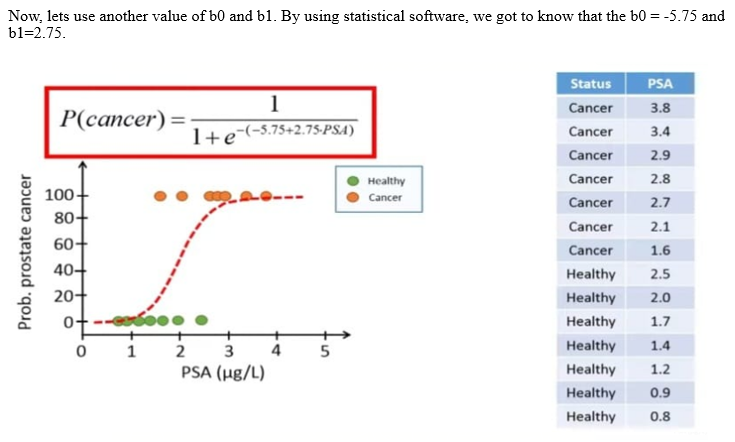 Now, lets use another value of b0 and b1. By using statistical software, we got to know that the b0 = -5.75 and
b1=2.75.
P(cancer) = 1 / 1+e^-(-5.75+2.75·PSA)
Healthy
Cancer
Prob. prostate cancer
100
80
60
40
20
0
0 1 2 3 4 5
PSA (µg/L)
Status PSA
Cancer 3.8
Cancer 3.4
Cancer 2.9
Cancer 2.8
Cancer 2.7
Cancer 2.1
Cancer 1.6
Healthy 2.5
Healthy 2.0
Healthy 1.7
Healthy 1.4
Healthy 1.2
Healthy 0.9
Healthy 0.8